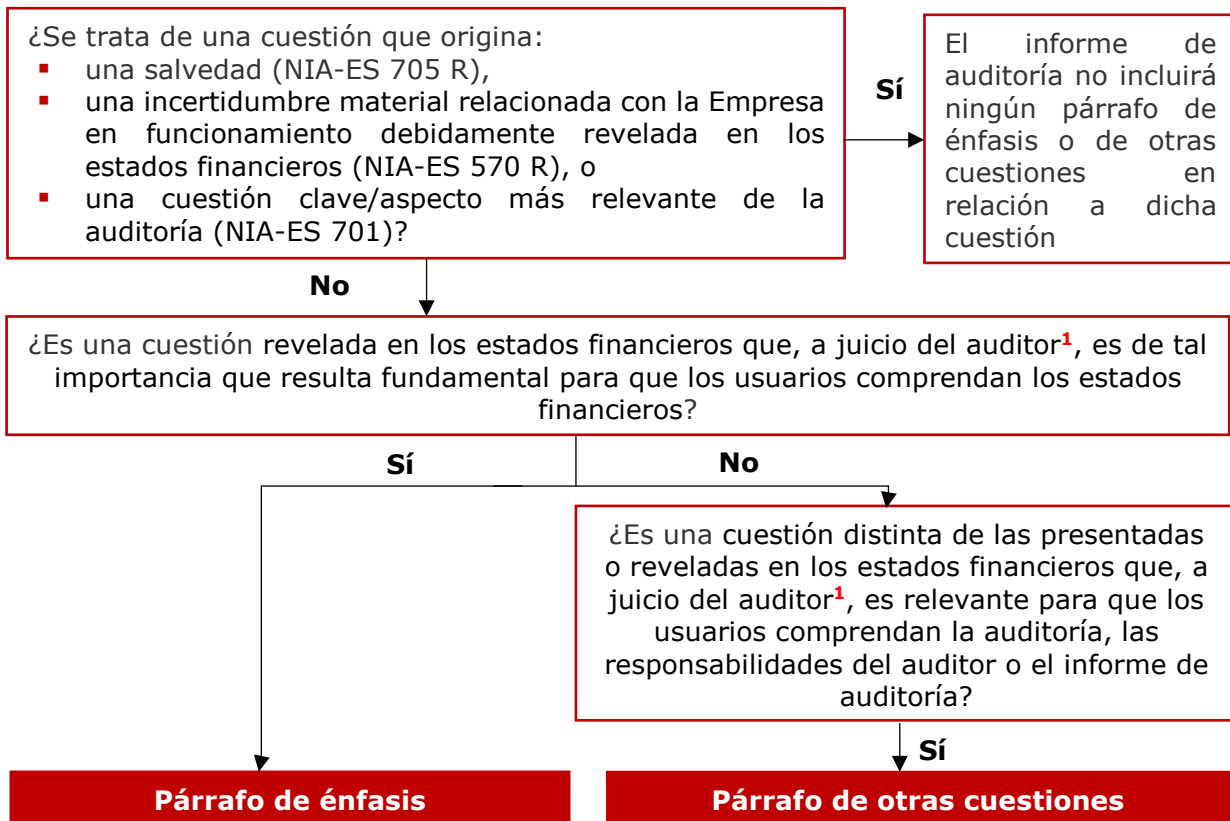 ¿Se trata de una cuestión que origina:
▪ una salvedad (NIA-ES 705 R),
▪ una incertidumbre material relacionada con la Empresa
en funcionamiento debidamente revelada en los
estados financieros (NIA-ES 570 R), o
▪ una cuestión clave/aspecto más relevante de la
auditoría (NIA-ES 701)?
Sí
El informe de
auditoría no incluirá
ningún párrafo de
énfasis o de otras
cuestiones en
relación a dicha
cuestión
No
¿Es una cuestión revelada en los estados financieros que, a juicio del auditor¹, es de tal
importancia que resulta fundamental para que los usuarios comprendan los estados
financieros?
Sí
No
¿Es una cuestión distinta de las presentadas
o reveladas en los estados financieros que, a
juicio del auditor¹, es relevante para que los
usuarios comprendan la auditoría, las
responsabilidades del auditor o el informe de
auditoría?
Sí
Párrafo de énfasis
Párrafo de otras cuestiones